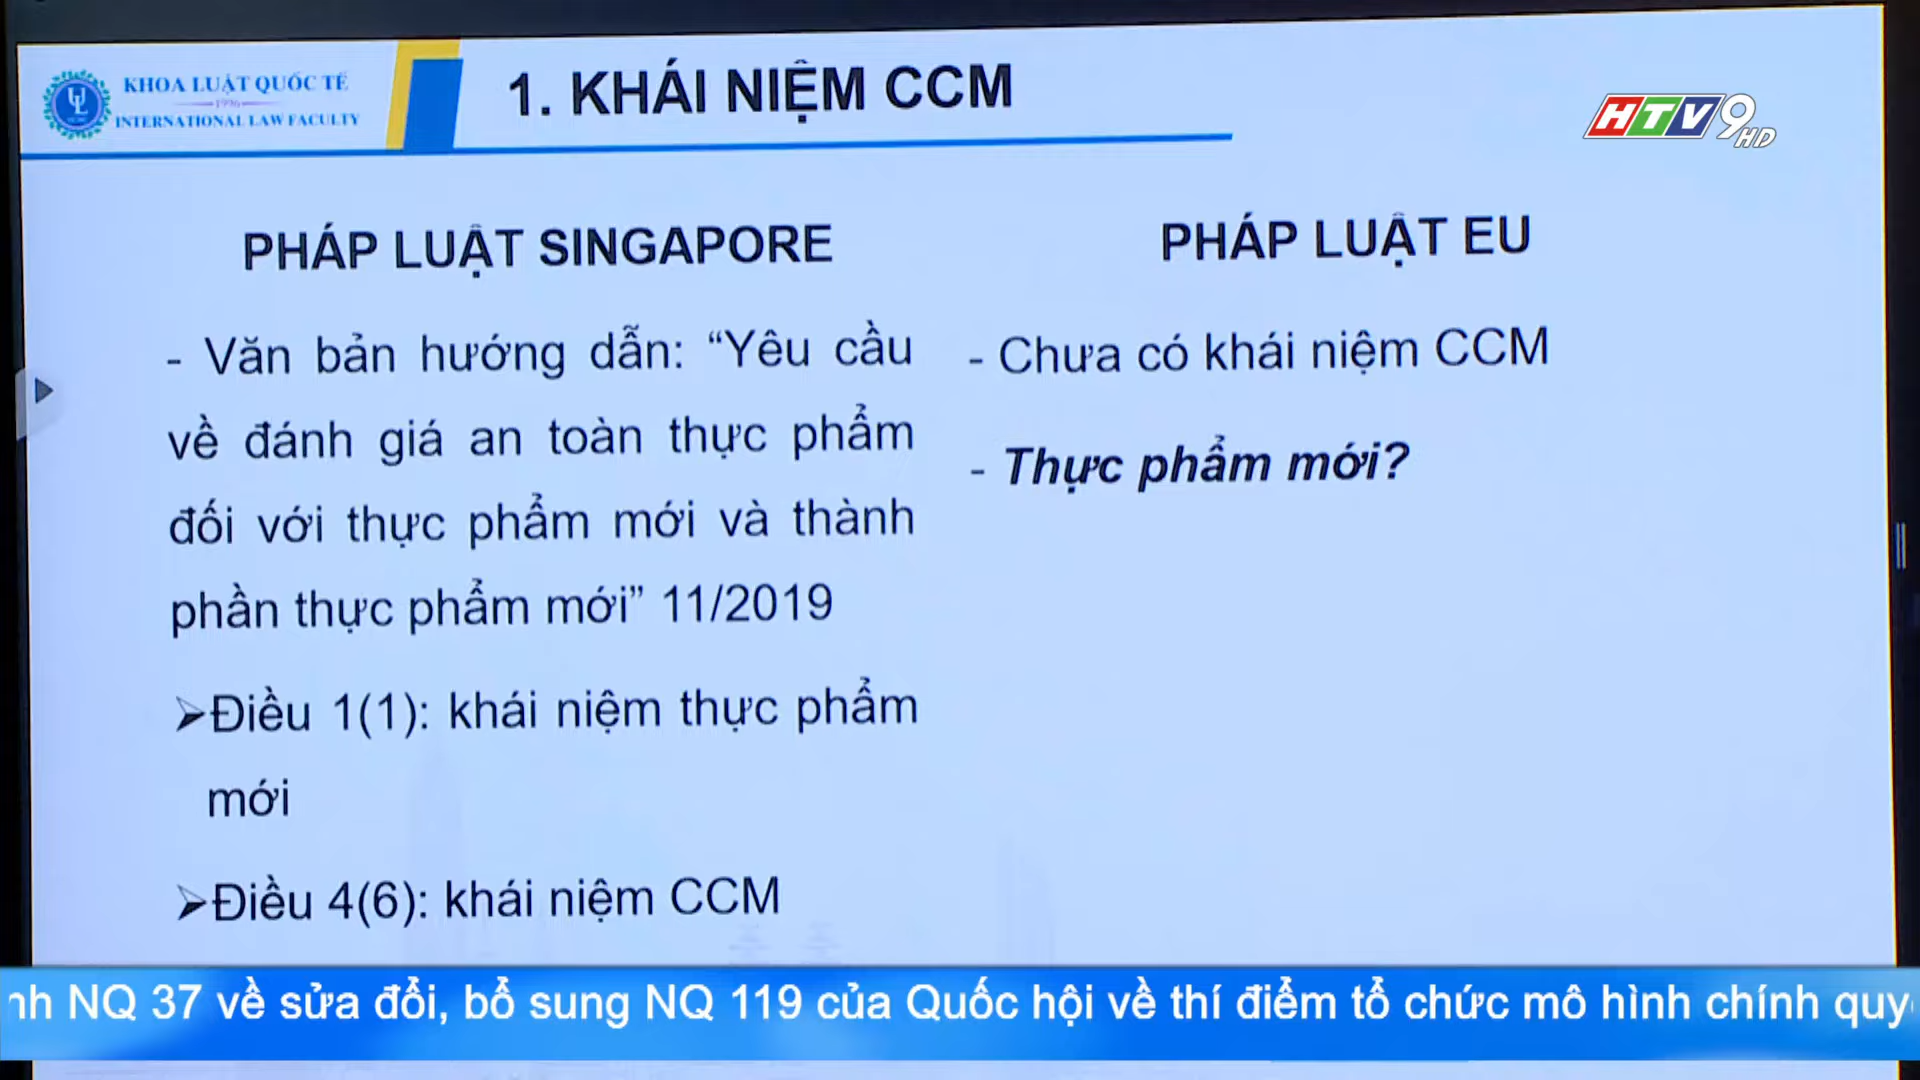 KHOA LUẬT QUỐC TẾ
1996
INTERNATIONAL LAW FACULTY
1. KHÁI NIỆM CCM
HTV9 HD
PHÁP LUẬT SINGAPORE
- Văn bản hướng dẫn: “Yêu cầu
về đánh giá an toàn thực phẩm
đối với thực phẩm mới và thành
phần thực phẩm mới” 11/2019
➢Điều 1(1): khái niệm thực phẩm
mới
➢Điều 4(6): khái niệm CCM
PHÁP LUẬT EU
- Chưa có khái niệm CCM
- Thực phẩm mới?
NQ 37 về sửa đổi, bổ sung NQ 119 của Quốc hội về thí điểm tổ chức mô hình chính